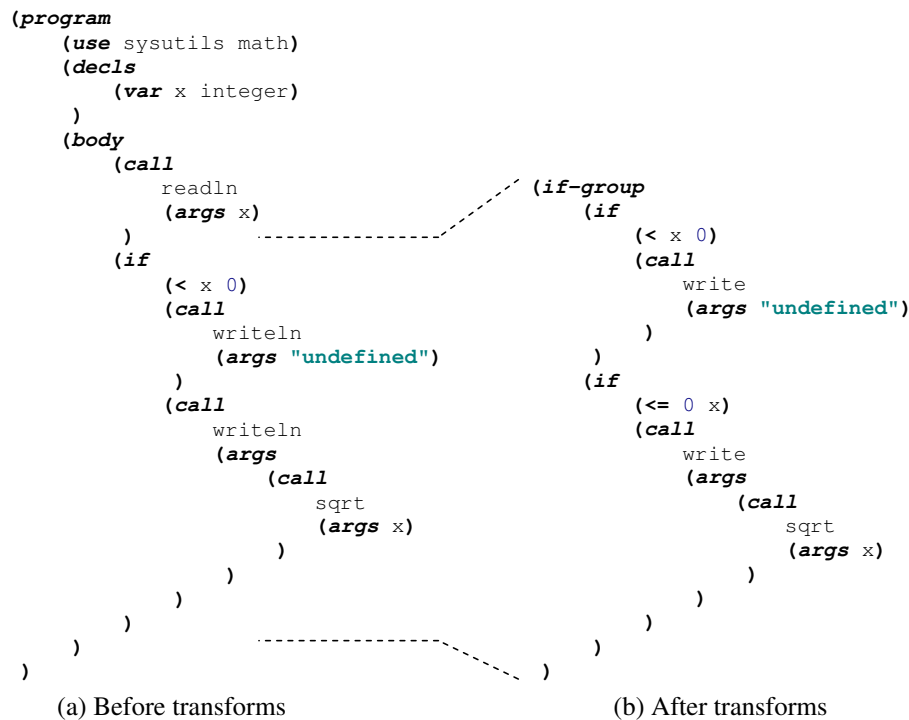 (program
(use sysutils math)
(decls
(var x integer)
)
(body
(call
readln
(args x)
)
(if
(< x 0)
(call
writeln
(args "undefined")
)
(call
writeln
(args
(call
sqrt
(args x)
)
)
)
)
)
)
(a) Before transforms
(if-group
(if
(< x 0)
(call
write
(args "undefined")
)
)
(if
(<= 0 x)
(call
write
(args
(call
sqrt
(args x)
)
)
)
)
)
(b) After transforms